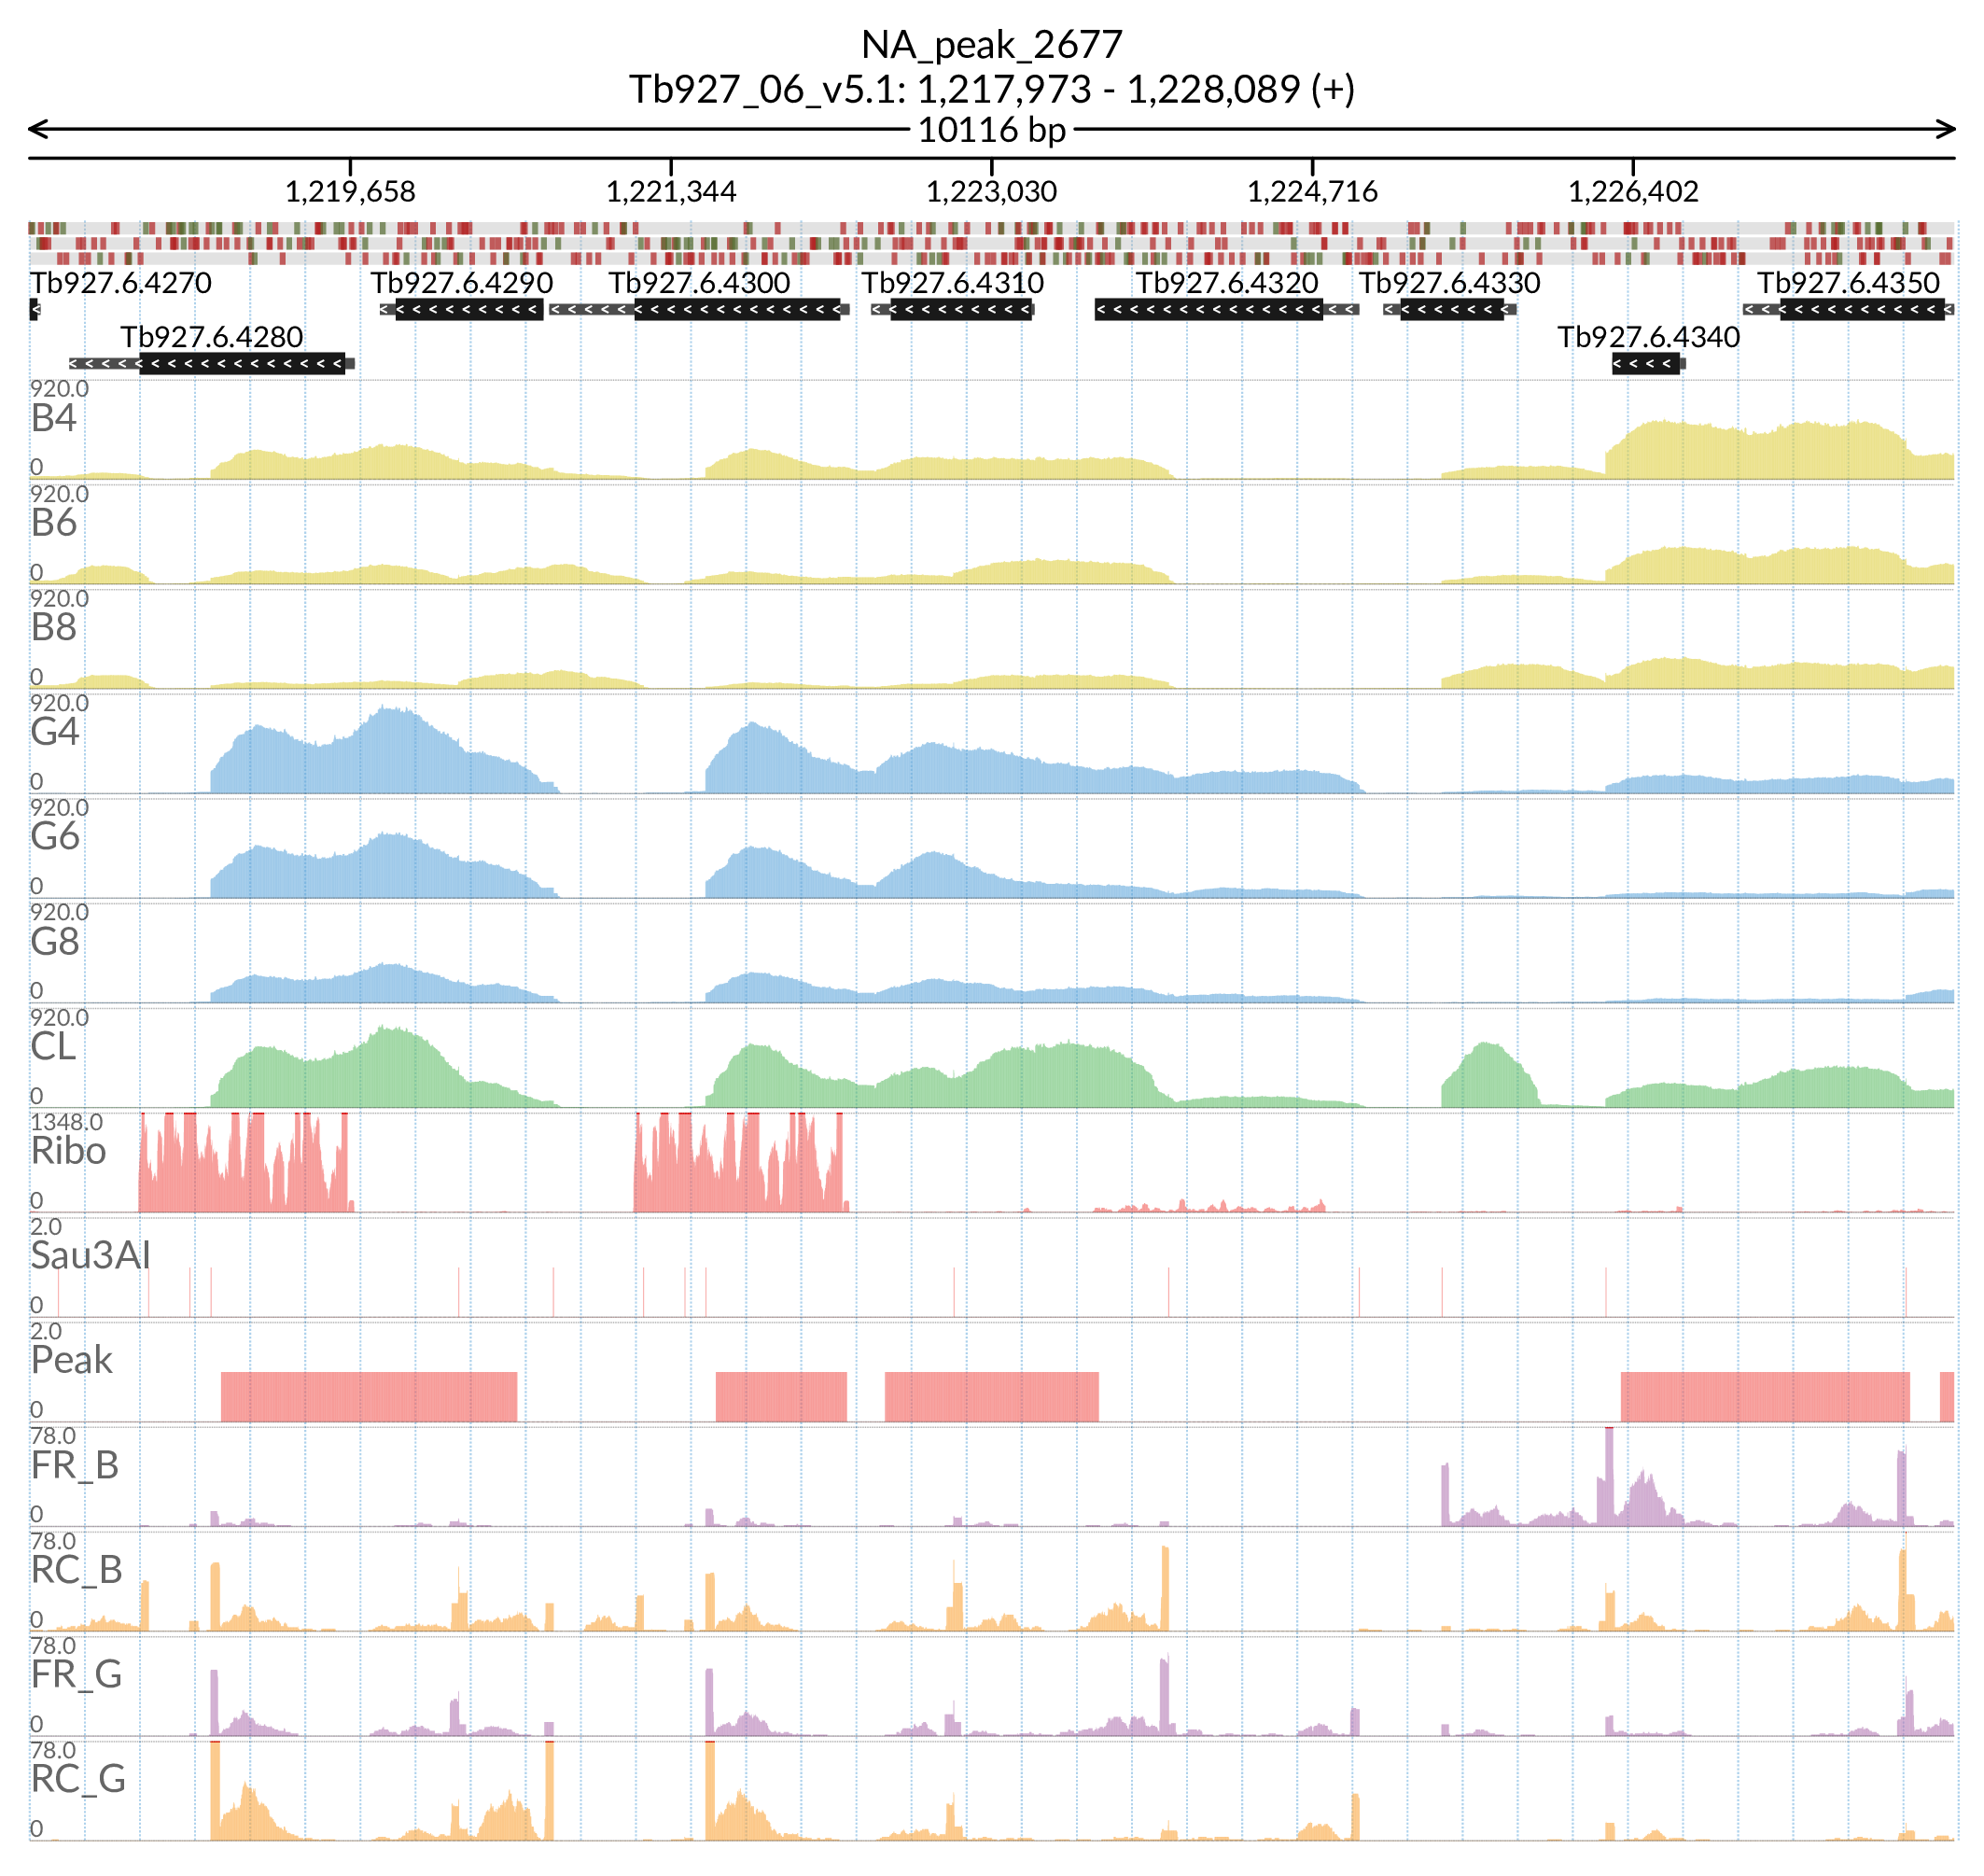 NA_peak_2677
Tb927_06_v5.1: 1,217,973 - 1,228,089 (+)
10116 bp
1,219,658 1,221,344 1,223,030 1,224,716 1,226,402
Tb927.6.4270 Tb927.6.4290 Tb927.6.4300 Tb927.6.4310 Tb927.6.4320 Tb927.6.4330 Tb927.6.4350
Tb927.6.4280 Tb927.6.4340
920.0
B4
0
920.0
B6
0
920.0
B8
0
920.0
G4
0
920.0
G6
0
920.0
G8
0
920.0
CL
0
1348.0
Ribo
0
2.0
Sau3AI
0
2.0
Peak
0
78.0
FR_B
0
78.0
RC_B
0
78.0
FR_G
0
78.0
RC_G
0